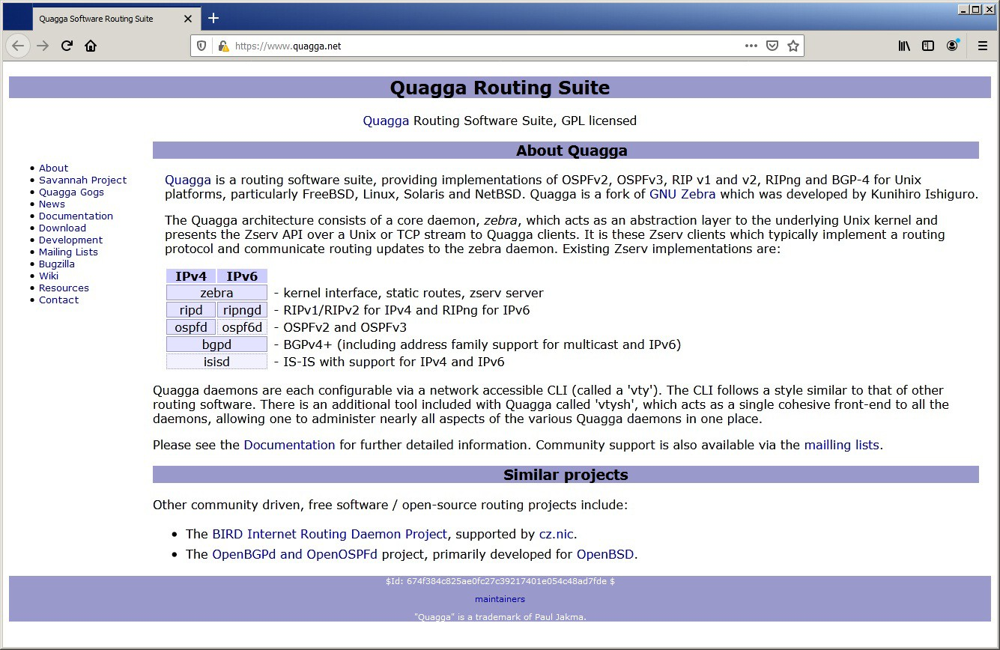 Quagga Software Routing Suite
https://www.quagga.net
Quagga Routing Suite
Quagga Routing Software Suite, GPL licensed
About
Savannah Project
Quagga Gogs
News
Documentation
Download
Development
Mailing Lists
Bugzilla
Wiki
Resources
Contact
About Quagga
Quagga is a routing software suite, providing implementations of OSPFv2, OSPFv3, RIP v1 and v2, RIPng and BGP-4 for Unix
platforms, particularly FreeBSD, Linux, Solaris and NetBSD. Quagga is a fork of GNU Zebra which was developed by Kunihiro Ishiguro.
The Quagga architecture consists of a core daemon, zebra, which acts as an abstraction layer to the underlying Unix kernel and
presents the Zserv API over a Unix or TCP stream to Quagga clients. It is these Zserv clients which typically implement a routing
protocol and communicate routing updates to the zebra daemon. Existing Zserv implementations are:
IPv4 IPv6
zebra - kernel interface, static routes, zserv server
ripd ripngd - RIPv1/RIPv2 for IPv4 and RIPng for IPv6
ospfd ospf6d - OSPFv2 and OSPFv3
bgpd - BGPv4+ (including address family support for multicast and IPv6)
isisd - IS-IS with support for IPv4 and IPv6
Quagga daemons are each configurable via a network accessible CLI (called a 'vty'). The CLI follows a style similar to that of other
routing software. There is an additional tool included with Quagga called 'vtysh', which acts as a single cohesive front-end to all the
daemons, allowing one to administer nearly all aspects of the various Quagga daemons in one place.
Please see the Documentation for further detailed information. Community support is also available via the mailling lists.
Similar projects
Other community driven, free software / open-source routing projects include:
The BIRD Internet Routing Daemon Project, supported by cz.nic.
The OpenBGPd and OpenOSPFd project, primarily developed for OpenBSD.
$Id: 674f384c825ae0fc27c39217401e054c48ad7fde $
maintainers
"Quagga" is a trademark of Paul Jakma.